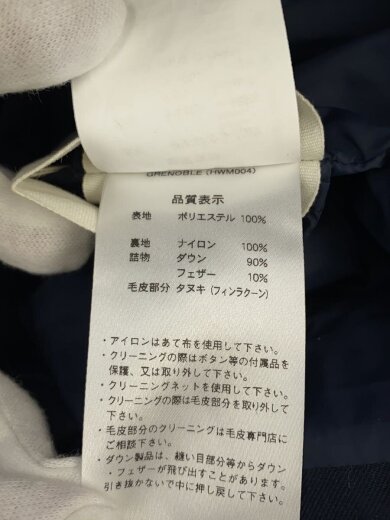 GRENOBLE (HWM004)
品質表示
表地 ポリエステル 100%
裏地 ナイロン 100%
詰物 ダウン 90%
フェザー 10%
毛皮部分 タヌキ (フィンラクーン)
・アイロンはあて布を使用して下さい。
・クリーニングの際はボタン等の付属品を
保護、又は取り外して下さい。
・クリーニングネットを使用して下さい。
・クリーニングの際は毛皮部分を取り外して
下さい。
・毛皮部分のクリーニングは毛皮専門店に
ご相談下さい。
・ダウン製品は、縫い目部分等からダウン
・フェザーが飛び出すことがあります。
引き抜かないで中に押し戻して下さい。